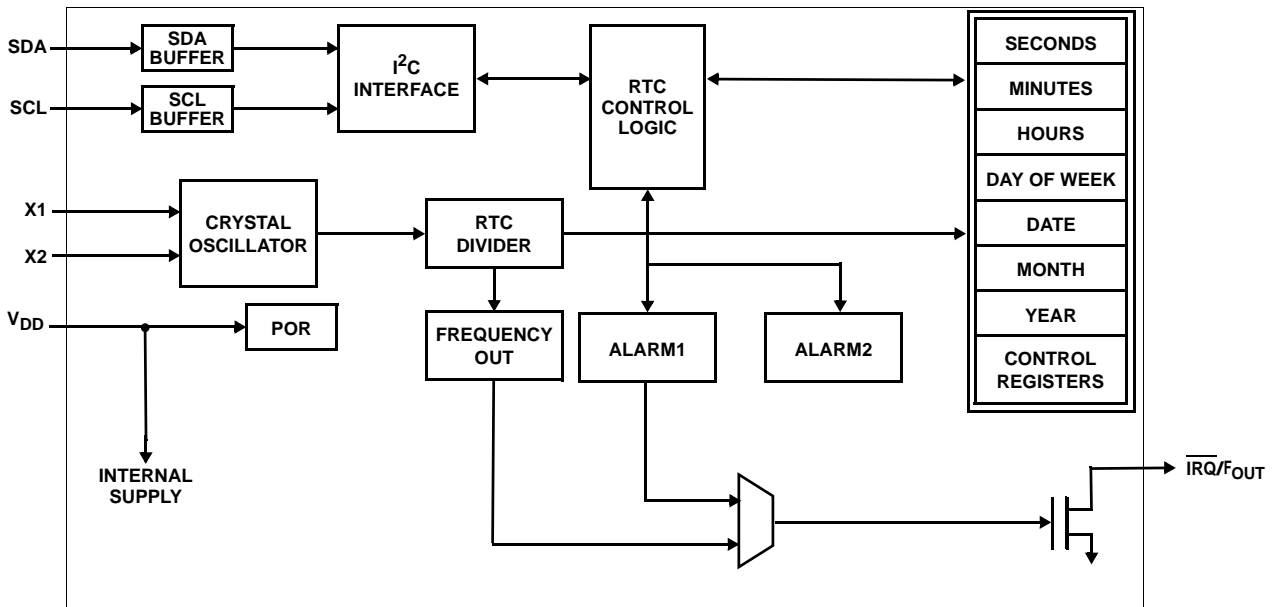 SDA
SDA
BUFFER
SCL
SCL
BUFFER
I²C
INTERFACE
RTC
CONTROL
LOGIC
SECONDS
MINUTES
HOURS
DAY OF WEEK
DATE
MONTH
YEAR
CONTROL
REGISTERS
X1
X2
CRYSTAL
OSCILLATOR
RTC
DIVIDER
VDD
POR
FREQUENCY
OUT
ALARM1
ALARM2
INTERNAL
SUPPLY
IRQ/FOUT